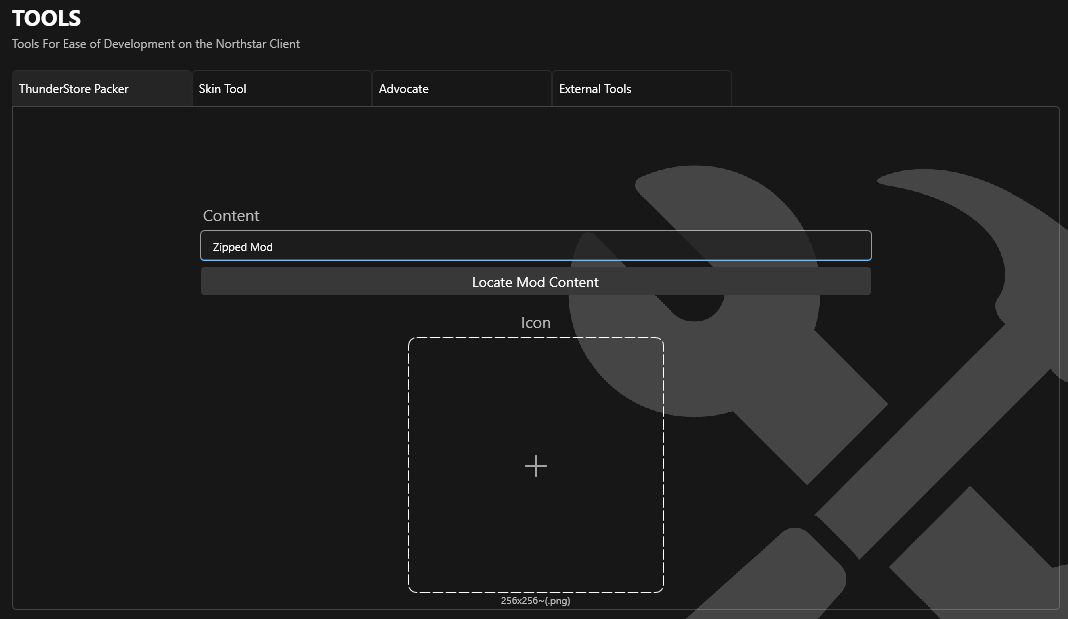 TOOLS
Tools For Ease of Development on the Northstar Client
ThunderStore Packer
Skin Tool
Advocate
External Tools
Content
Zipped Mod
Locate Mod Content
Icon
256x256~(.png)